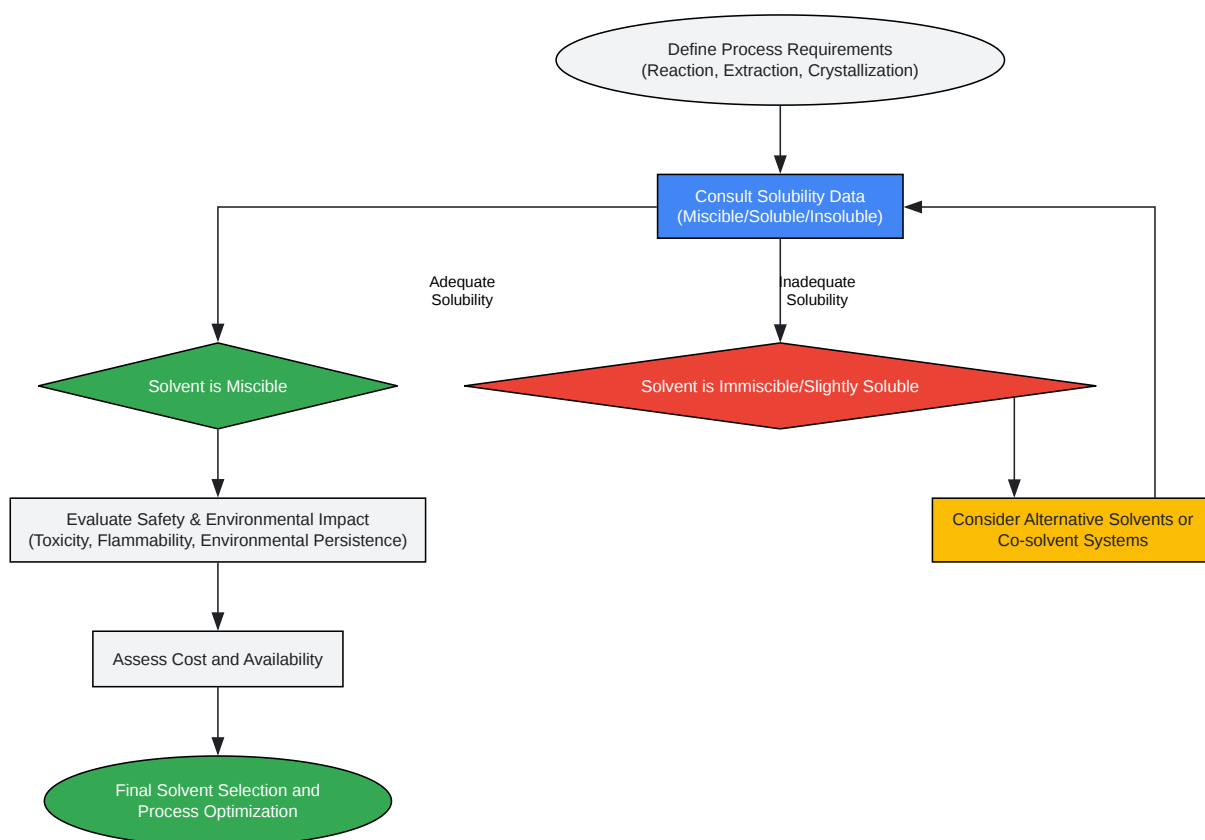 Define Process Requirements
(Reaction, Extraction, Crystallization)
Consult Solubility Data
(Miscible/Soluble/Insoluble)
Adequate
Solubility
Inadequate
Solubility
Solvent is Miscible
Solvent is Immiscible/Slightly Soluble
Evaluate Safety & Environmental Impact
(Toxicity, Flammability, Environmental Persistence)
Consider Alternative Solvents or
Co-solvent Systems
Assess Cost and Availability
Final Solvent Selection and
Process Optimization